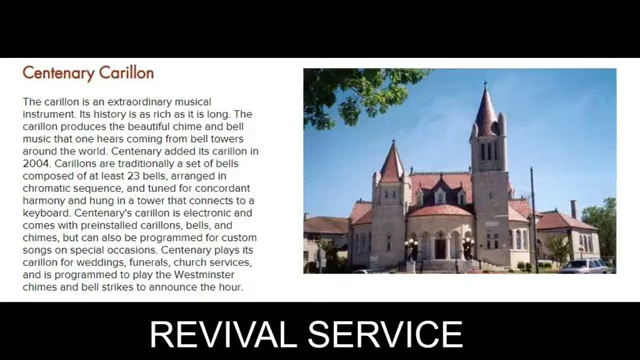 Centenary Carillon
The carillon is an extraordinary musical
instrument. Its history is as rich as it is long. The
carillon produces the beautiful chime and bell
music that one hears coming from bell towers
around the world. Centenary added its carillon in
2004. Carillons are traditionally a set of bells
composed of at least 23 bells, arranged in
chromatic sequence, and tuned for concordant
harmony and hung in a tower that connects to a
keyboard. Centenary's carillon is electronic and
comes with preinstalled carillons, bells, and
chimes, but can also be programmed for custom
songs on special occasions. Centenary plays its
carillon for weddings, funerals, church services,
and is programmed to play the Westminster
chimes and bell strikes to announce the hour.
REVIVAL SERVICE